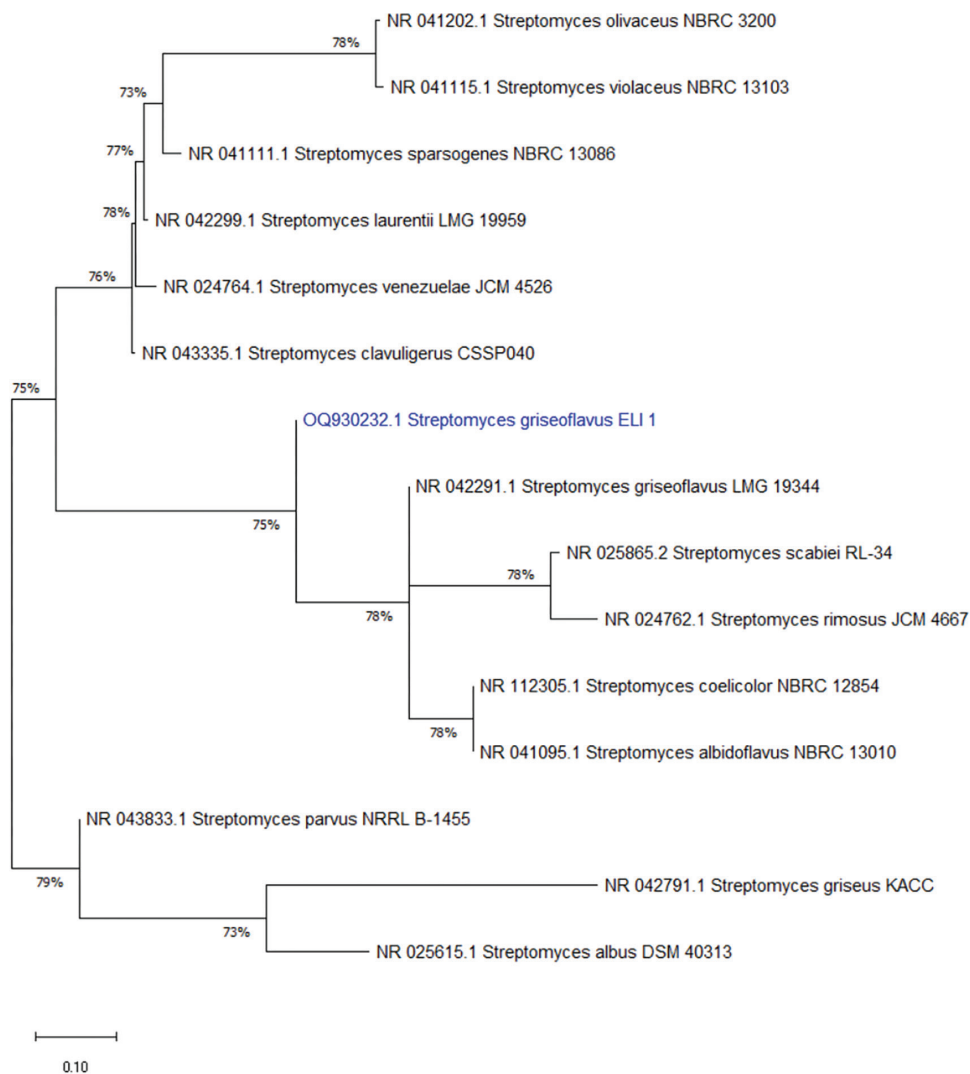 NR 041202.1 Streptomyces olivaceus NBRC 3200
78%
NR 041115.1 Streptomyces violaceus NBRC 13103
73%
NR 041111.1 Streptomyces sparsogenes NBRC 13086
77%
78%
NR 042299.1 Streptomyces laurentii LMG 19959
76%
NR 024764.1 Streptomyces venezuelae JCM 4526
NR 043335.1 Streptomyces clavuligerus CSSP040
75%
OQ930232.1 Streptomyces griseoflavus ELI 1
NR 042291.1 Streptomyces griseoflavus LMG 19344
75%
NR 025865.2 Streptomyces scabiei RL-34
78%
78%
NR 024762.1 Streptomyces rimosus JCM 4667
NR 112305.1 Streptomyces coelicolor NBRC 12854
78%
NR 041095.1 Streptomyces albidoflavus NBRC 13010
NR 043833.1 Streptomyces parvus NRRL B-1455
79%
NR 042791.1 Streptomyces griseus KACC
73%
NR 025615.1 Streptomyces albus DSM 40313
0.10